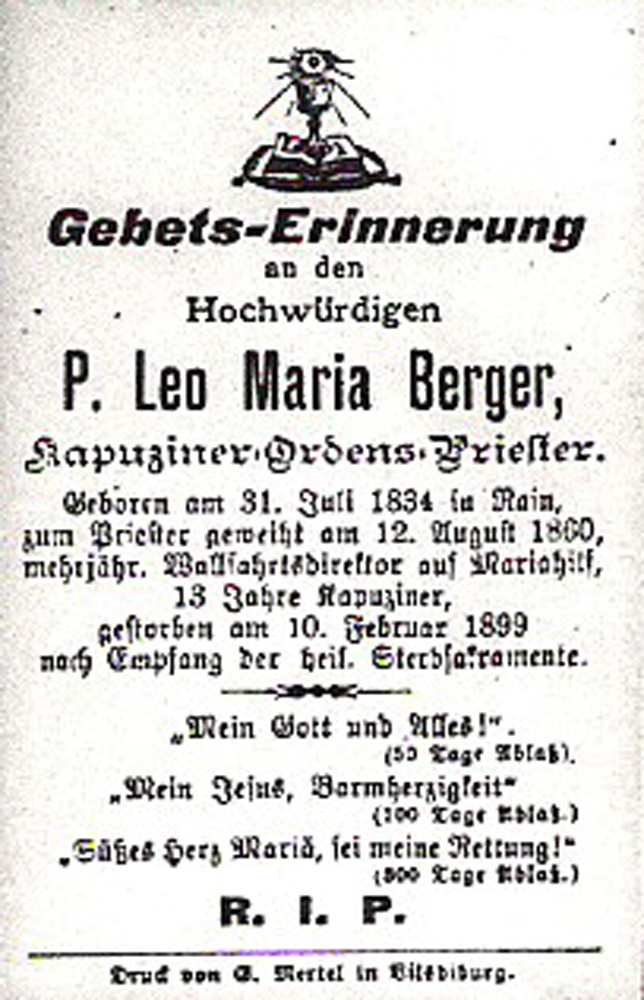 Gebets-Erinnerung
an den
Hochwürdigen
P. Leo Maria Berger,
Kapuziner-Ordens-Priester.
Geboren am 31. Juli 1834 in Rain,
zum Priester geweiht am 12. August 1860,
mehrjähr. Wallfahrtsdirektor auf Mariahilf,
13 Jahre Kapuziner,
gestorben am 10. Februar 1899
nach Empfang der heil. Sterbsakramente.
„Mein Gott und Alles!“.
(50 Tage Ablaß).
„Mein Jesus, Barmherzigkeit“
(100 Tage Ablaß.)
„Süßes Herz Mariä, sei meine Rettung!“
(300 Tage Ablaß.)
R. I. P.
Druck von G. Mertel in Vilsbiburg.